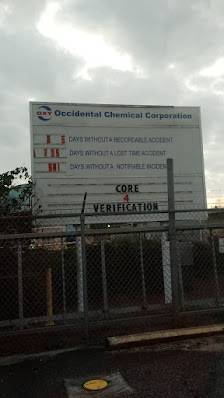 OXY Occidental Chemical Corporation
DAYS WITHOUT A RECORDABLE ACCIDENT
DAYS WITHOUT A LOST TIME ACCIDENT
DAYS WITHOUT A NOTIFIABLE INCIDENT
CORE
4
VERIFICATION